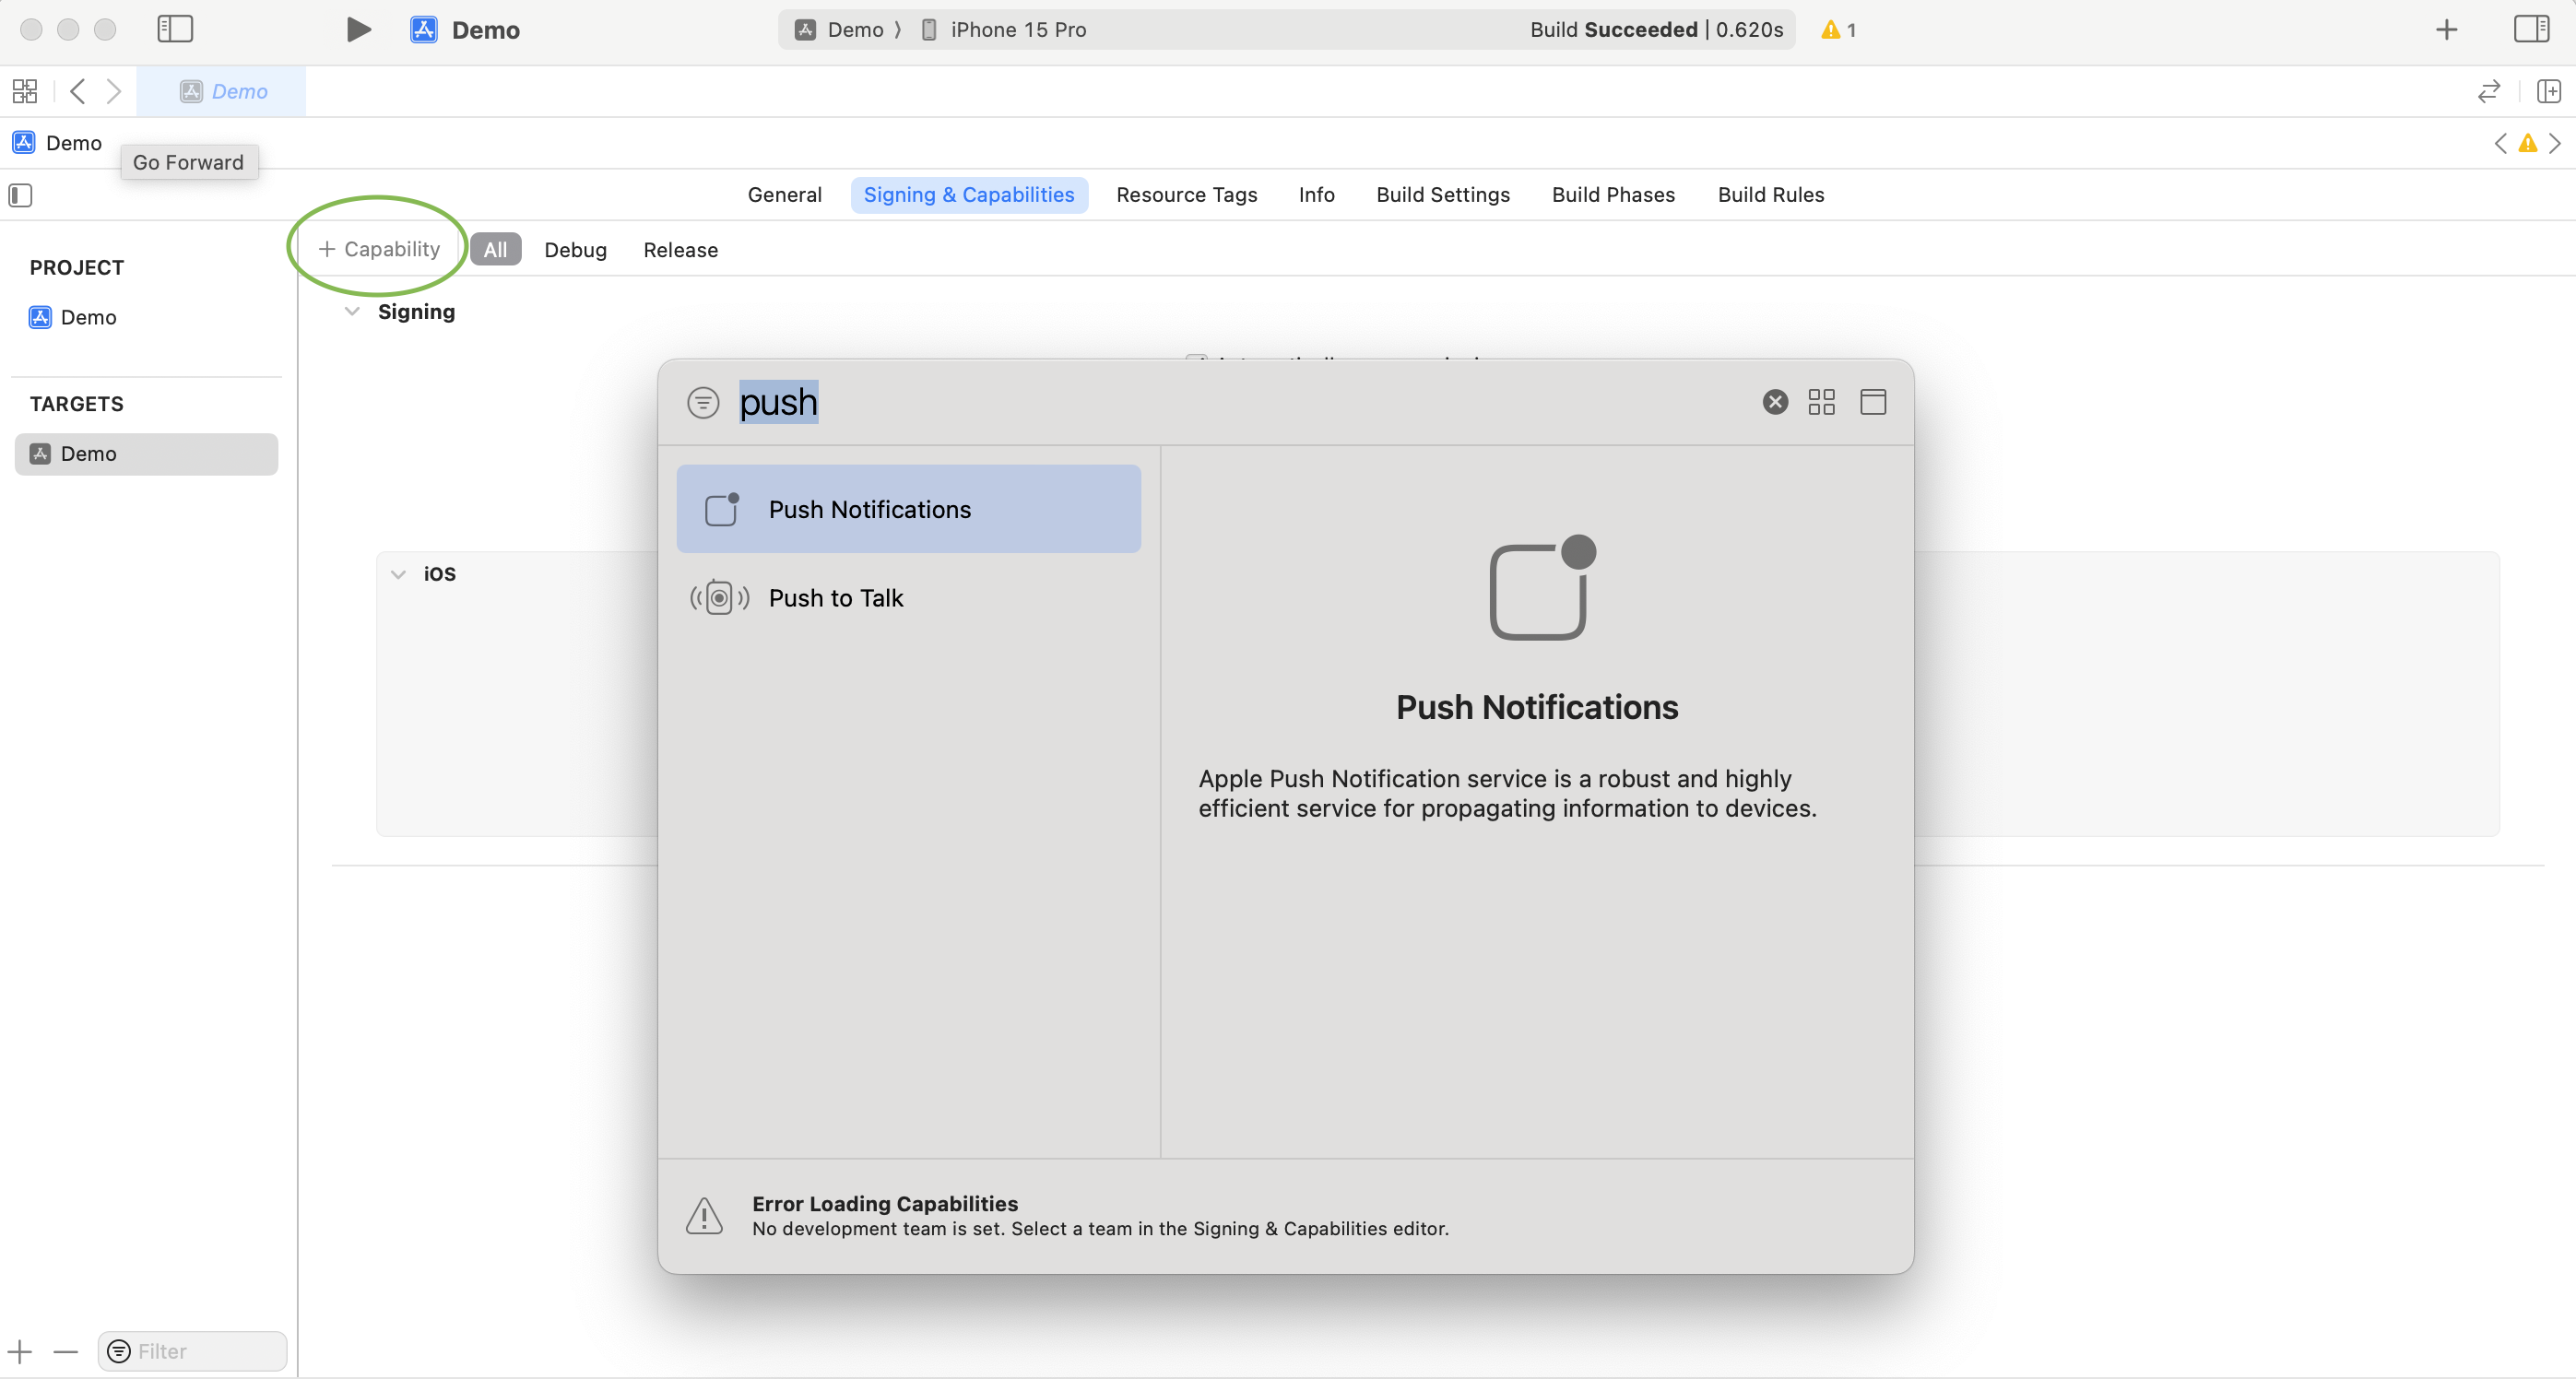 Demo
Demo 〉 iPhone 15 Pro
Build Succeeded | 0.620s
1
Demo
Demo
Go Forward
General
Signing & Capabilities
Resource Tags
Info
Build Settings
Build Phases
Build Rules
+ Capability
All
Debug
Release
PROJECT
Demo
TARGETS
Demo
Signing
iOS
push
Push Notifications
Push to Talk
Push Notifications
Apple Push Notification service is a robust and highly
efficient service for propagating information to devices.
Error Loading Capabilities
No development team is set. Select a team in the Signing & Capabilities editor.
Filter